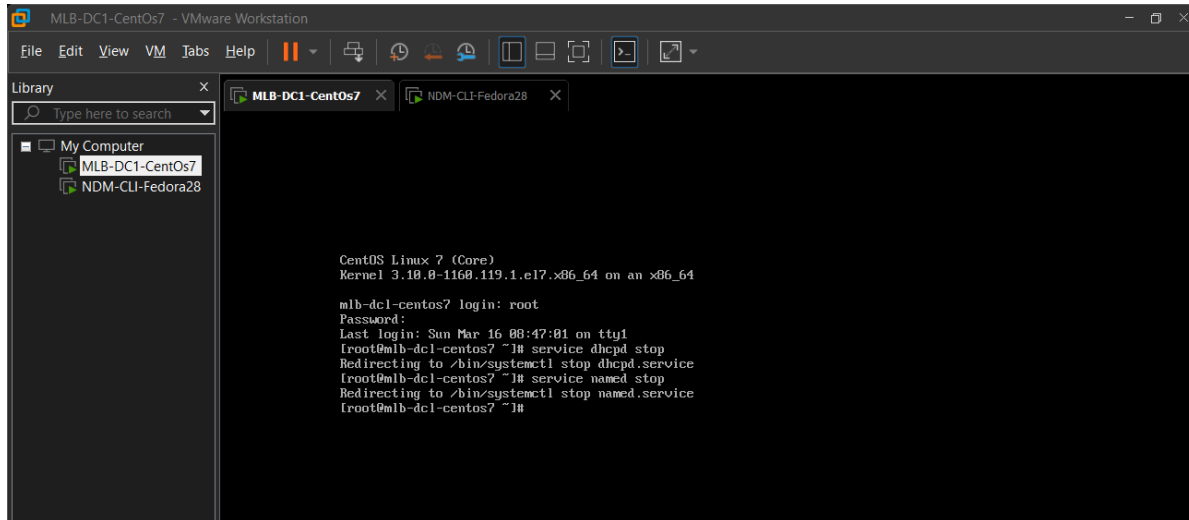 MLB-DC1-CentOs7 - VMware Workstation
File Edit View VM Tabs Help
Library X
Type here to search
My Computer
MLB-DC1-CentOs7
NDM-CLI-Fedora28
MLB-DC1-CentOs7
NDM-CLI-Fedora28
CentOS Linux 7 (Core)
Kernel 3.10.0-1160.119.1.el7.x86_64 on an x86_64
mlb-dc1-centos7 login: root
Password:
Last login: Sun Mar 16 08:47:01 on tty1
[root@mlb-dc1-centos7 ~]# service dhcpd stop
Redirecting to /bin/systemctl stop dhcpd.service
[root@mlb-dc1-centos7 ~]# service named stop
Redirecting to /bin/systemctl stop named.service
[root@mlb-dc1-centos7 ~]#